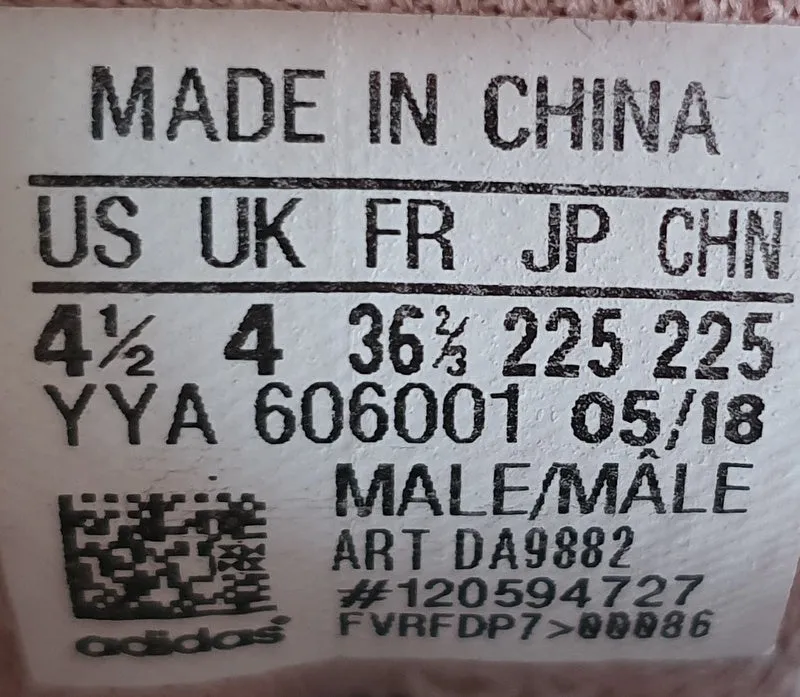 MADE IN CHINA
US UK FR JP CHN
4½ 4 36⅔ 225 225
YYA 606001 05/18
MALE/MÂLE
ART DA9882
#120594727
FVRFDP7>00086
adidas